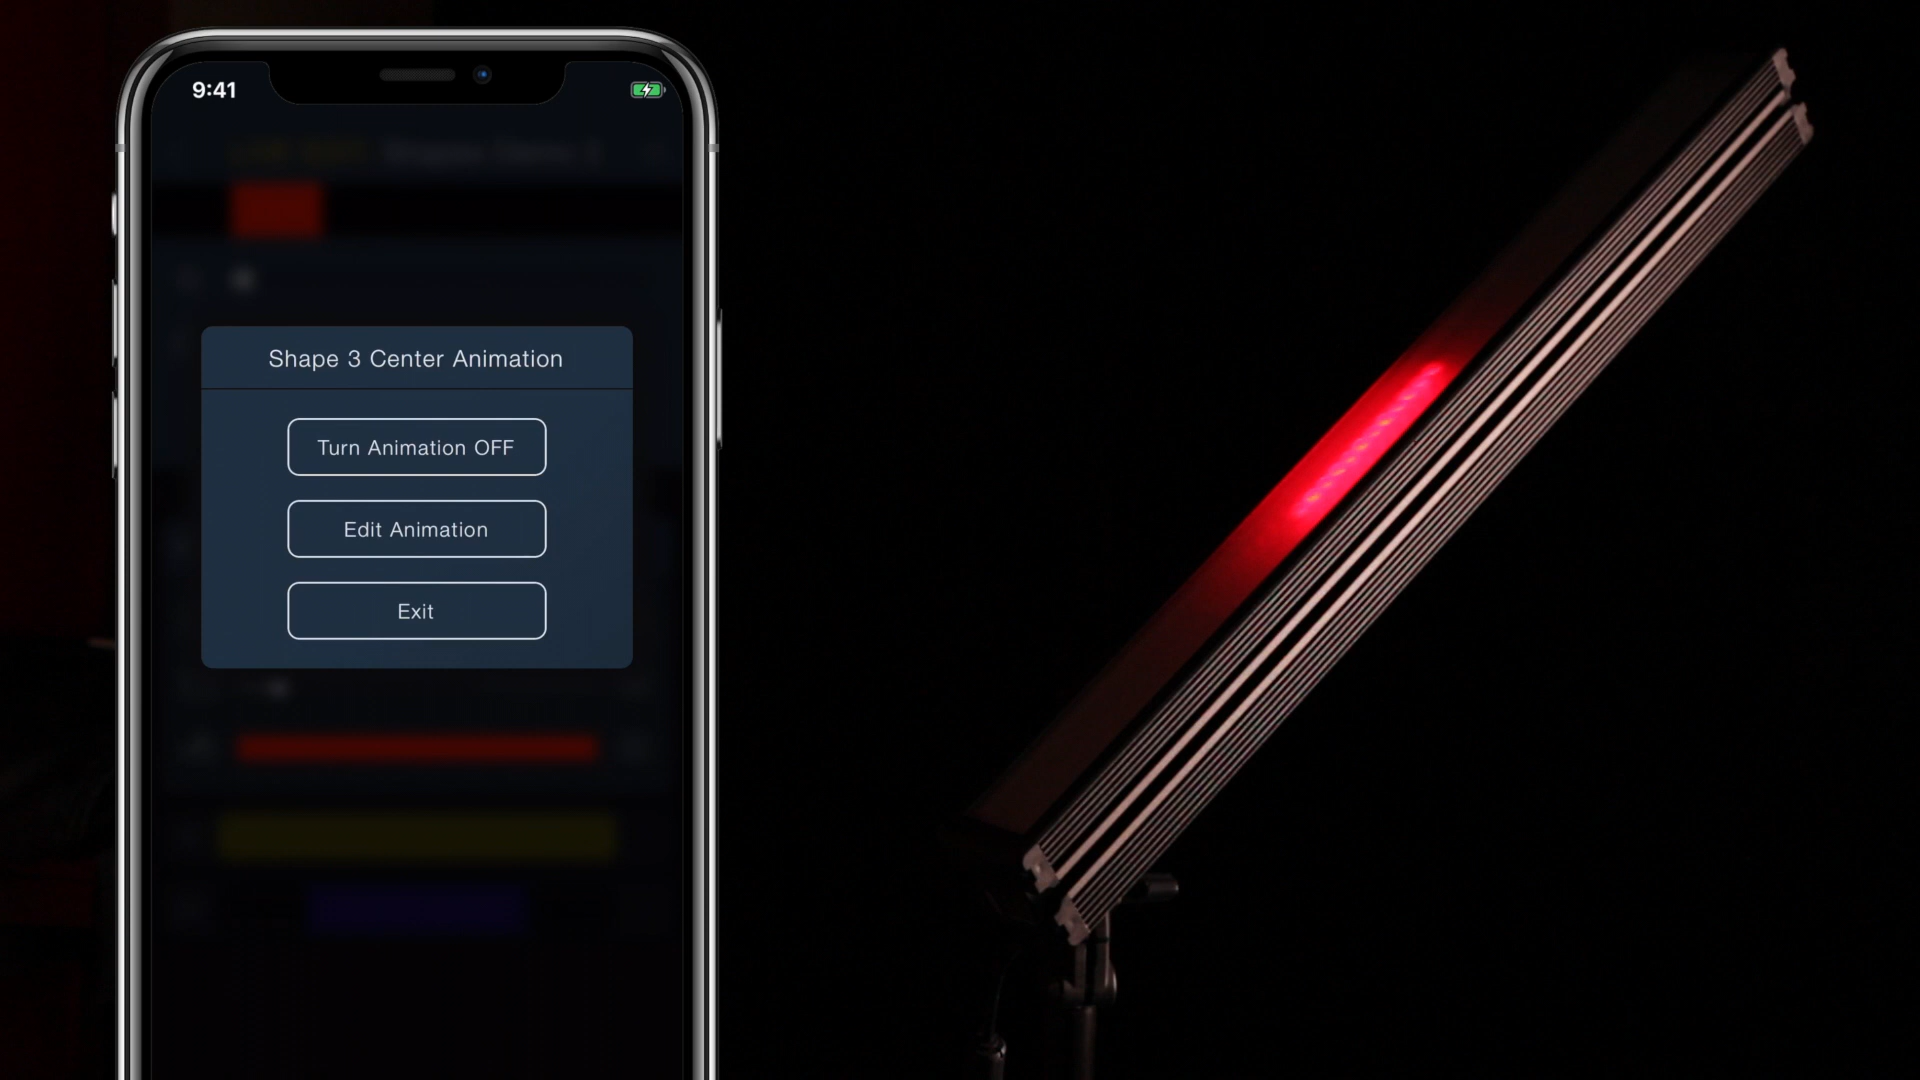 9:41
Shape 3 Center Animation
Turn Animation OFF
Edit Animation
Exit